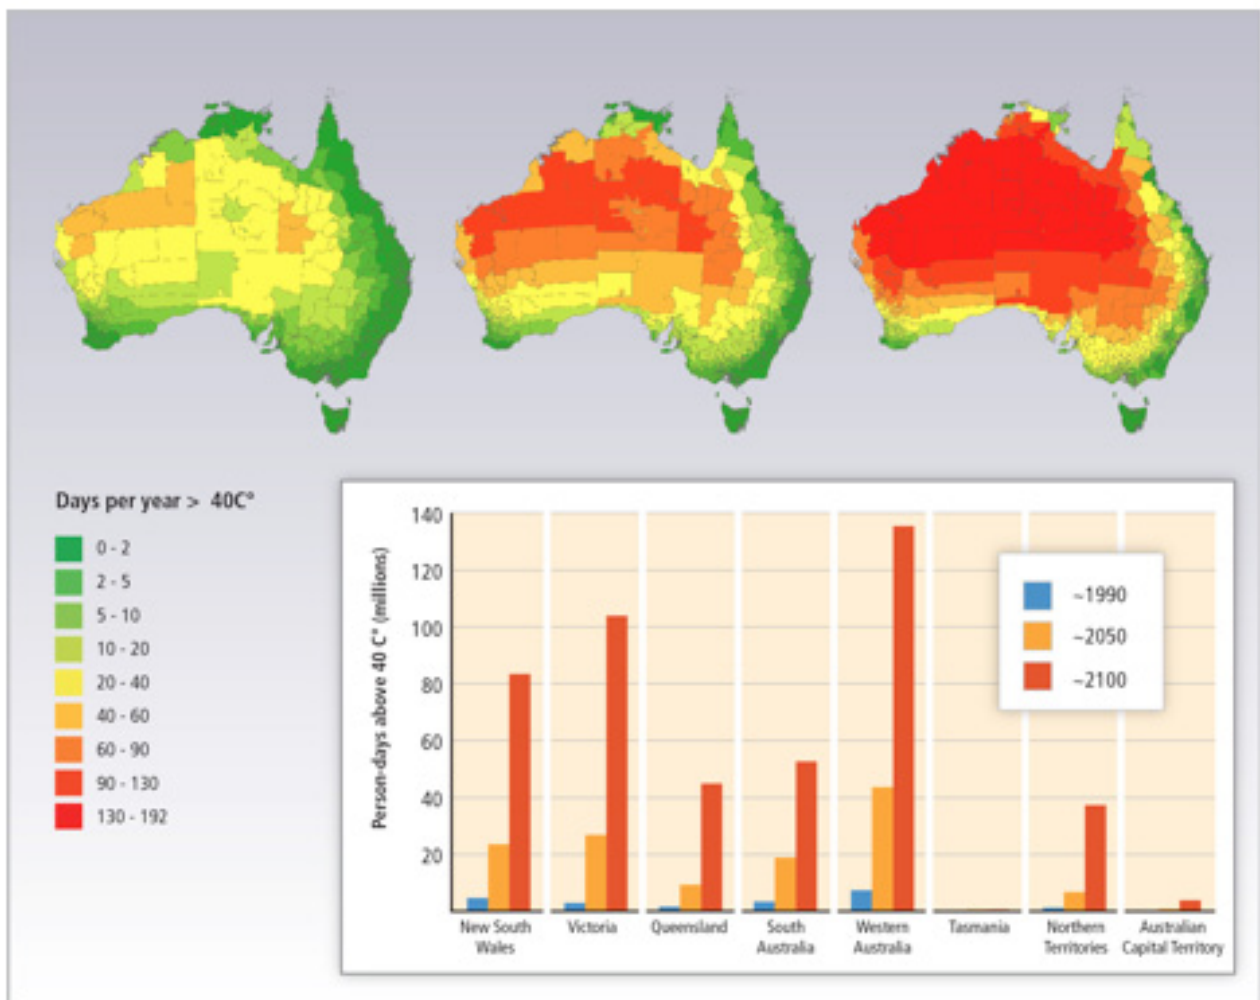 Days per year > 40C°
0 - 2
2 - 5
5 - 10
10 - 20
20 - 40
40 - 60
60 - 90
90 - 130
130 - 192
Person-days above 40 C° (millions)
140
120
100
80
60
40
20
~1990
~2050
~2100
New South
Wales
Victoria
Queensland
South
Australia
Western
Australia
Tasmania
Northern
Territories
Australian
Capital Territory